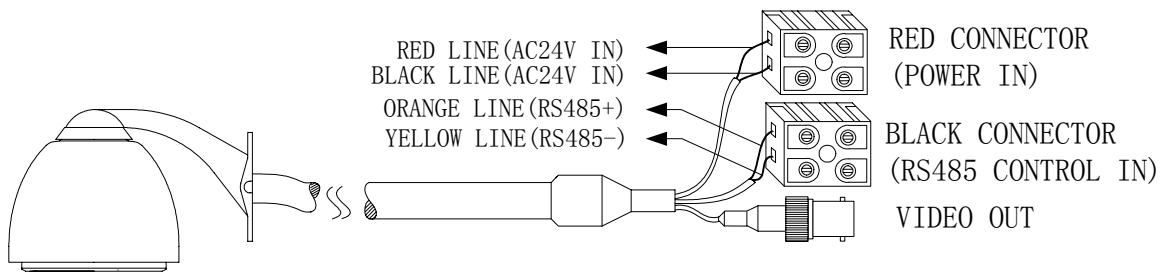 RED LINE(AC24V IN)
BLACK LINE(AC24V IN)
ORANGE LINE(RS485+)
YELLOW LINE(RS485-)
RED CONNECTOR
(POWER IN)
BLACK CONNECTOR
(RS485 CONTROL IN)
VIDEO OUT